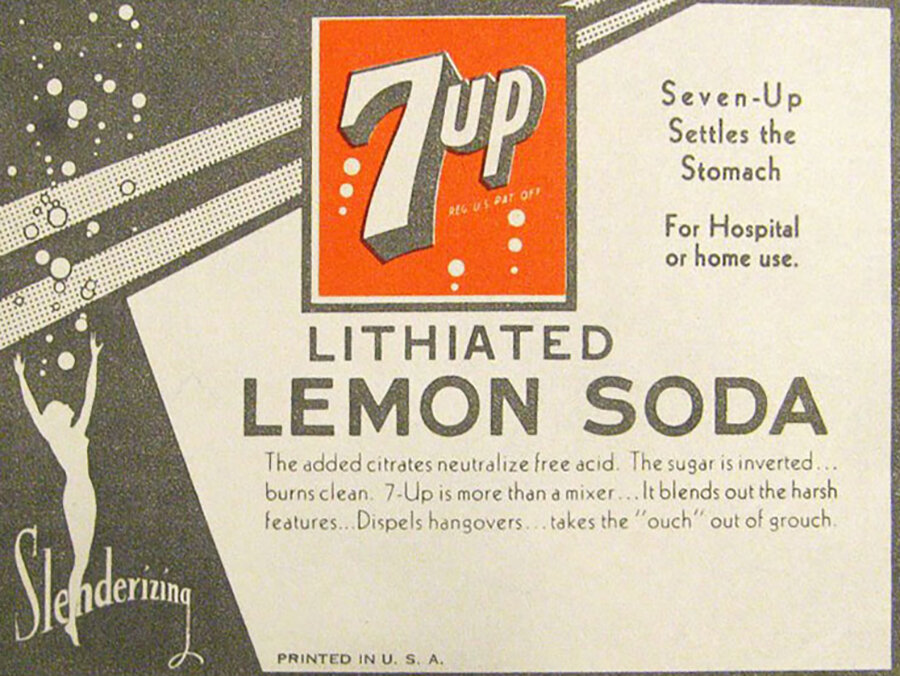 7up
REG. U.S. PAT. OFF.
Seven-Up
Settles the
Stomach
For Hospital
or home use.
LITHIATED
LEMON SODA
The added citrates neutralize free acid. The sugar is inverted...
burns clean. 7-Up is more than a mixer...It blends out the harsh
features...Dispels hangovers...takes the "ouch" out of grouch.
Slenderizing
PRINTED IN U. S. A.